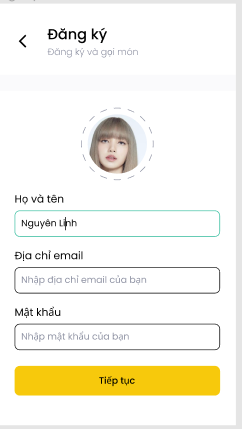 Đăng ký
Đăng ký và gọi món
Họ và tên
Nguyên Linh
Địa chỉ email
Nhập địa chỉ email của bạn
Mật khẩu
Nhập mật khẩu của bạn
Tiếp tục